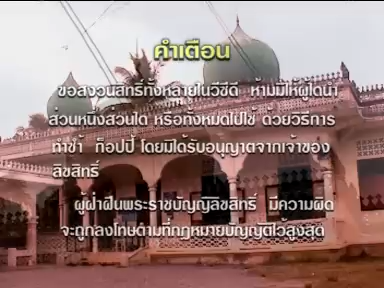 คำเตือน
ขอสงวนสิทธิ์ทั้งหลายในวีซีดี ห้ามมิให้ผู้ใดนำ
ส่วนหนึ่งส่วนใด หรือทั้งหมดไปใช้ ด้วยวิธีการ
ทำซ้ำ ก็อปปี้ โดยมิได้รับอนุญาตจากเจ้าของ
ลิขสิทธิ์
ผู้ฝ่าฝืนพระราชบัญญัติลิขสิทธิ์ มีความผิด
จะถูกลงโทษตามที่กฎหมายบัญญัติไว้สูงสุด